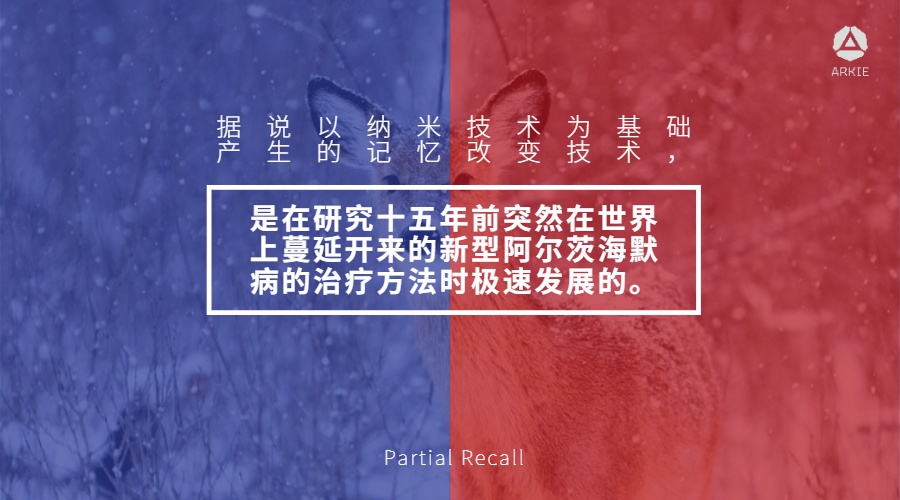 ARKIE
据说以纳米技术为基础
产生的记忆改变技术，
是在研究十五年前突然在世界
上蔓延开来的新型阿尔茨海默
病的治疗方法时极速发展的。
Partial Recall